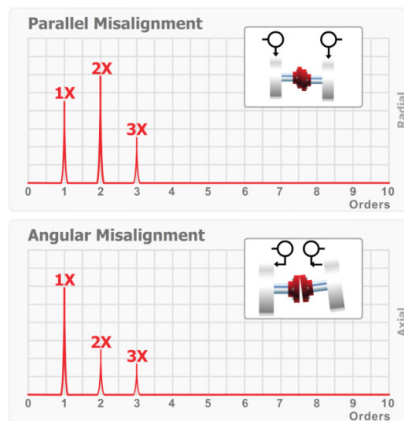 Parallel Misalignment
1X
2X
3X
Radial
0 1 2 3 4 5 6 7 8 9 10
Orders
Angular Misalignment
1X
2X
3X
Axial
0 1 2 3 4 5 6 7 8 9 10
Orders